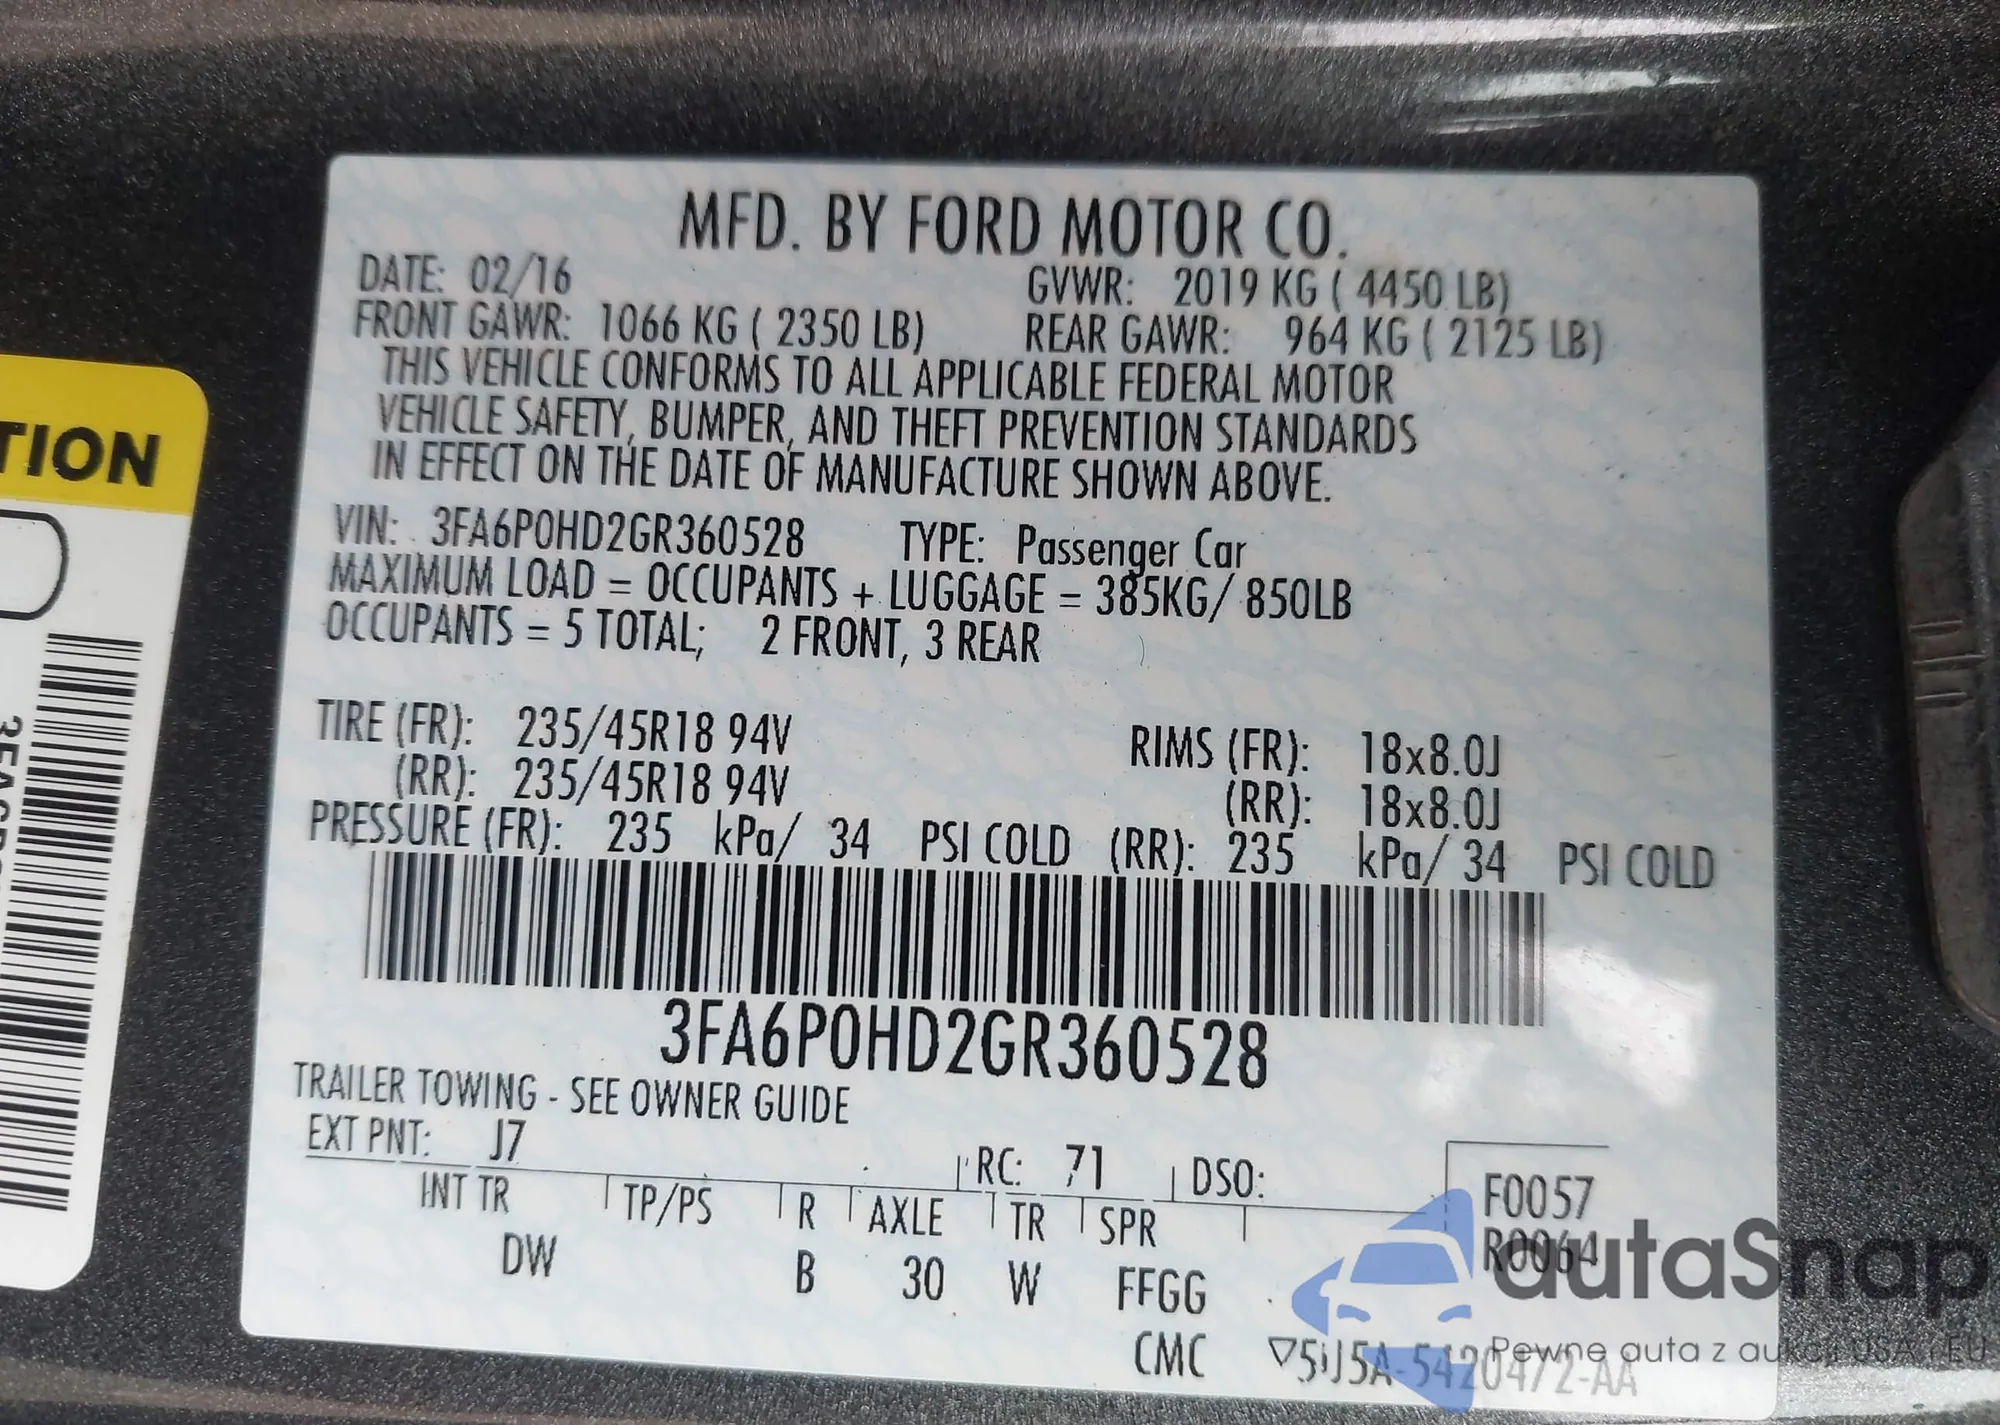 MFD. BY FORD MOTOR CO.
DATE: 02/16 GVWR: 2019 KG ( 4450 LB)
FRONT GAWR: 1066 KG ( 2350 LB) REAR GAWR: 964 KG ( 2125 LB)
THIS VEHICLE CONFORMS TO ALL APPLICABLE FEDERAL MOTOR
VEHICLE SAFETY, BUMPER, AND THEFT PREVENTION STANDARDS
IN EFFECT ON THE DATE OF MANUFACTURE SHOWN ABOVE.
VIN: 3FA6P0HD2GR360528 TYPE: Passenger Car
MAXIMUM LOAD = OCCUPANTS + LUGGAGE = 385KG/ 850LB
OCCUPANTS = 5 TOTAL; 2 FRONT, 3 REAR
TIRE (FR): 235/45R18 94V RIMS (FR): 18x8.0J
(RR): 235/45R18 94V (RR): 18x8.0J
PRESSURE (FR): 235 kPa/ 34 PSI COLD (RR): 235 kPa/ 34 PSI COLD
3FA6P0HD2GR360528
TRAILER TOWING - SEE OWNER GUIDE
EXT PNT: J7 RC: 71 DSO:
INT TR TP/PS R AXLE TR SPR
F0057
R0064
DW B 30 W FFGG
CMC
TION
autaSnap
Pewne auta z aukcji USA i EU